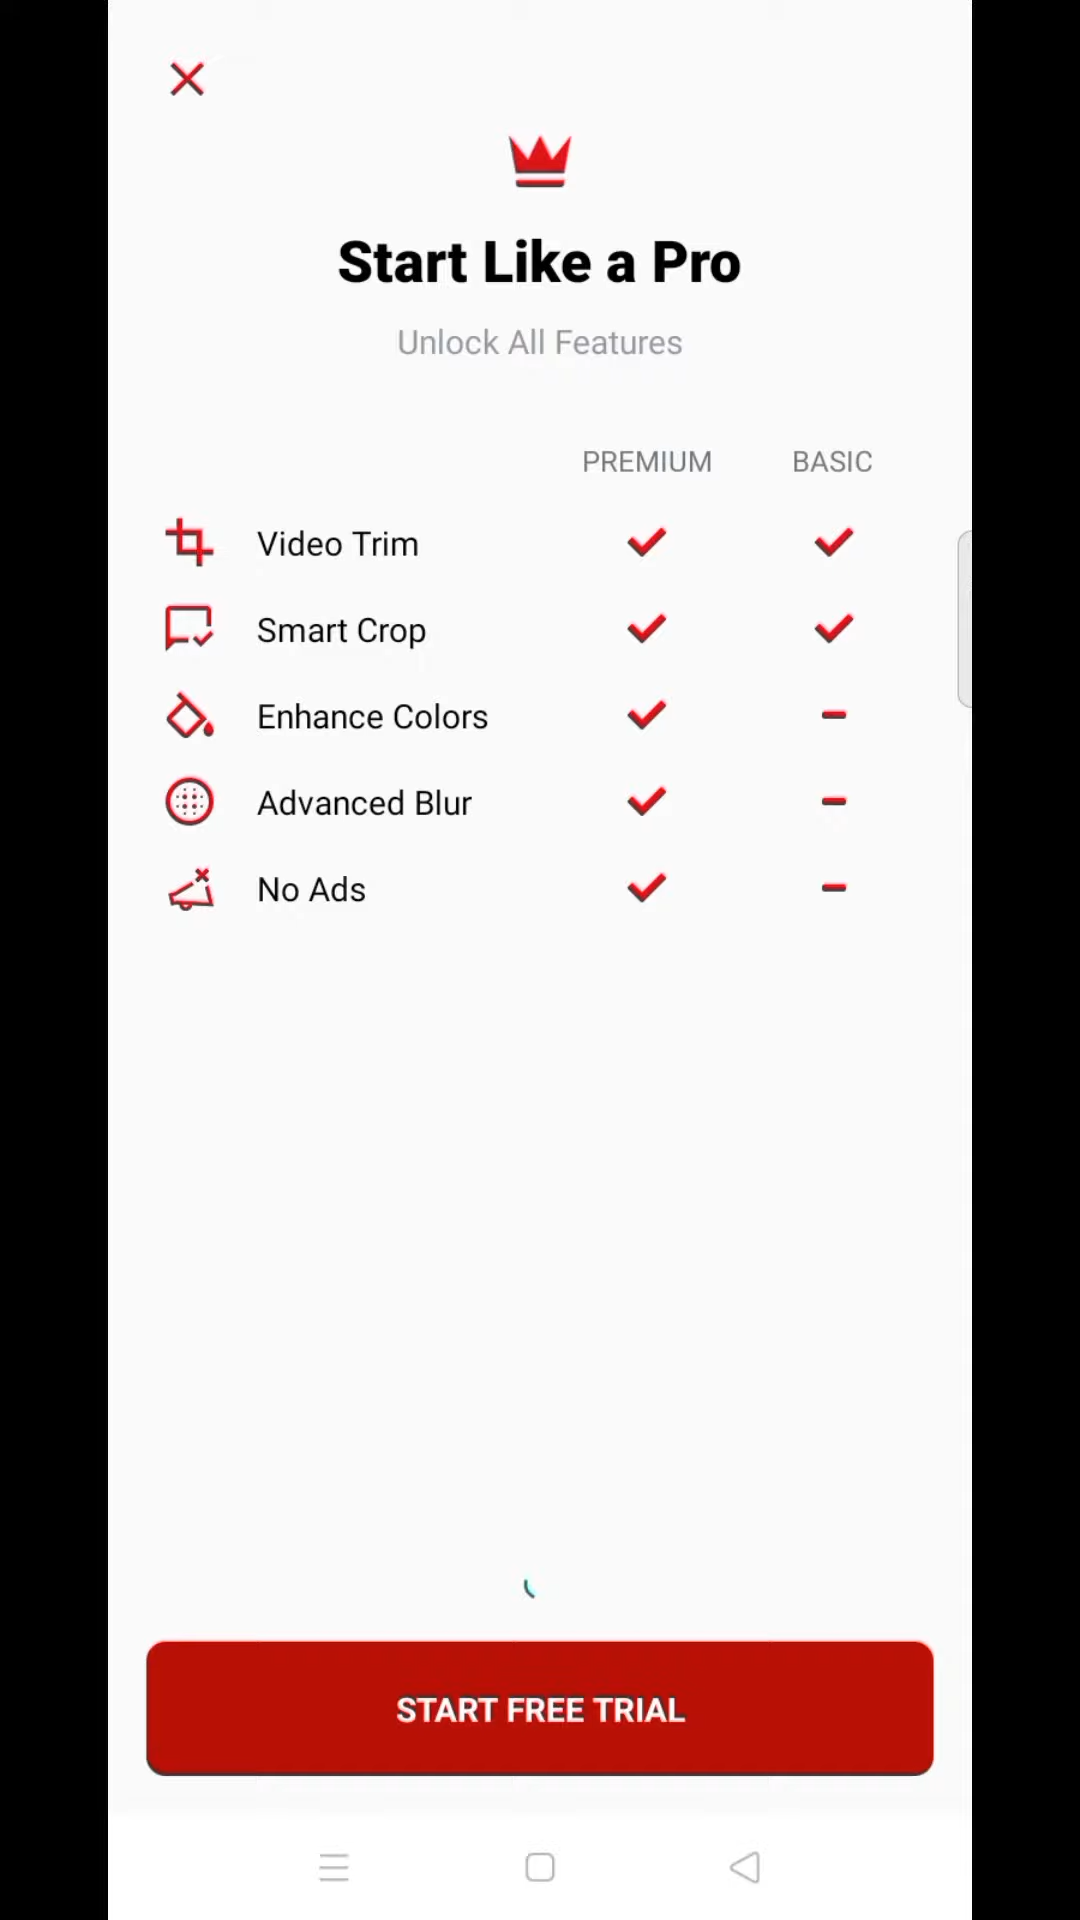 Start Like a Pro
Unlock All Features
PREMIUM BASIC
Video Trim
Smart Crop
Enhance Colors
Advanced Blur
No Ads
START FREE TRIAL